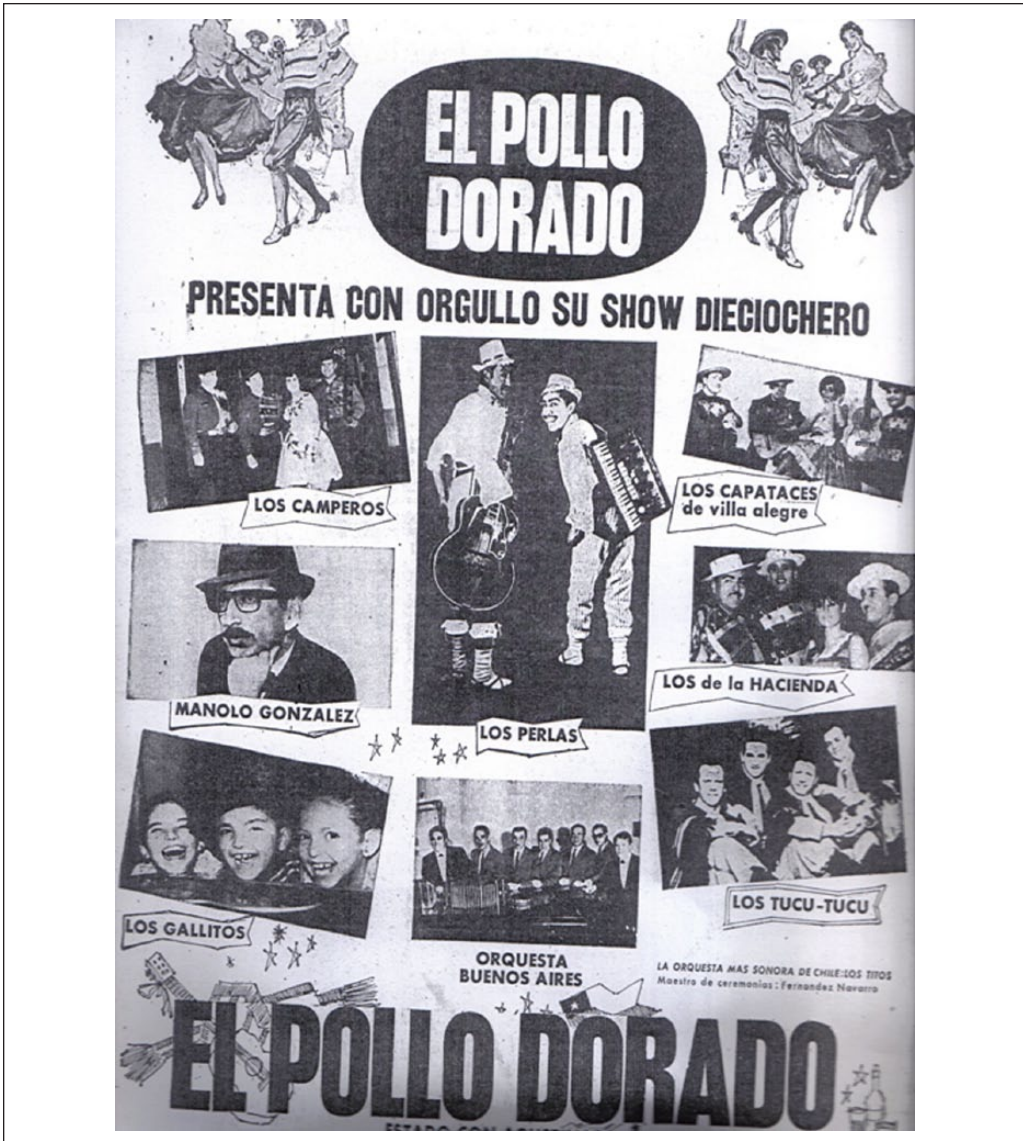 EL POLLO
DORADO
PRESENTA CON ORGULLO SU SHOW DIECIOCHERO
LOS CAMPEROS
LOS PERLAS
LOS CAPATACES
de villa alegre
MANOLO GONZALEZ
LOS de la HACIENDA
LOS GALLITOS
ORQUESTA
BUENOS AIRES
LOS TUCU-TUCU
LA ORQUESTA MAS SONORA DE CHILE:LOS TITOS
Maestro de ceremonias: Fernandez Navarro
EL POLLO DORADO
ESTADO CON